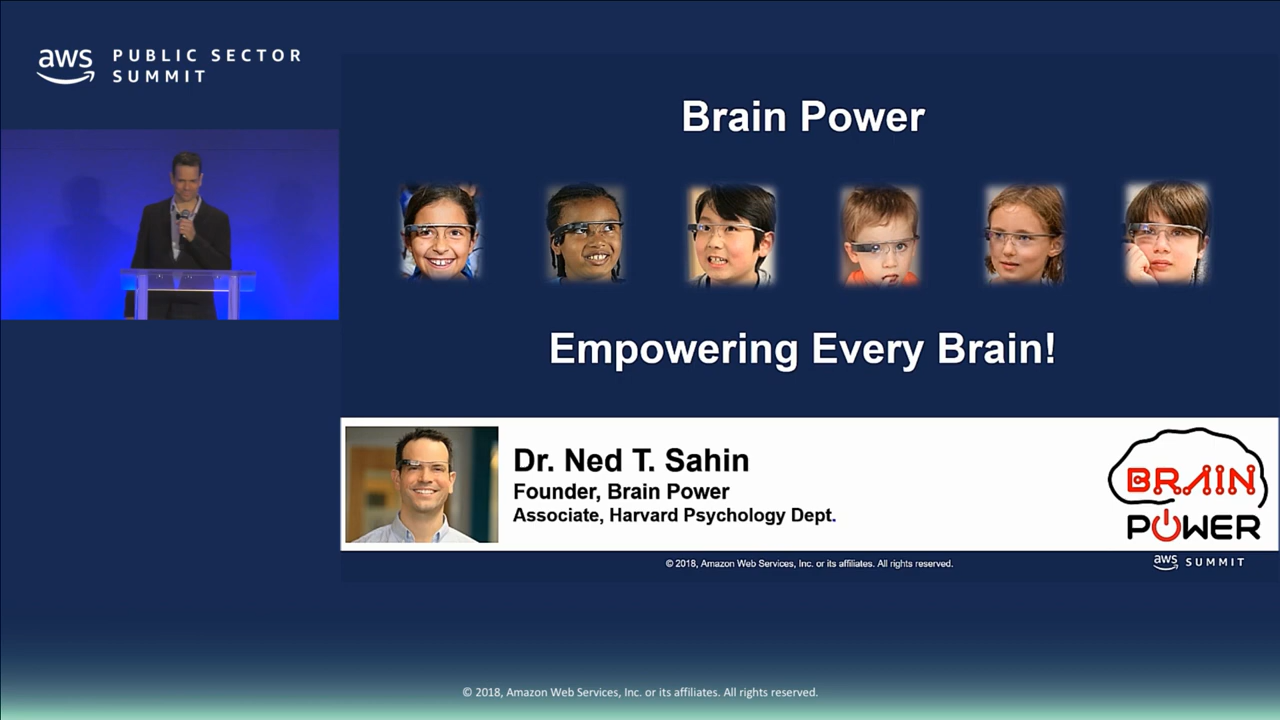 aws PUBLIC SECTOR
SUMMIT
Brain Power
Empowering Every Brain!
Dr. Ned T. Sahin
Founder, Brain Power
Associate, Harvard Psychology Dept.
BRAIN
POWER
© 2018, Amazon Web Services, Inc. or its affiliates. All rights reserved.
aws SUMMIT
© 2018, Amazon Web Services, Inc. or its affiliates. All rights reserved.